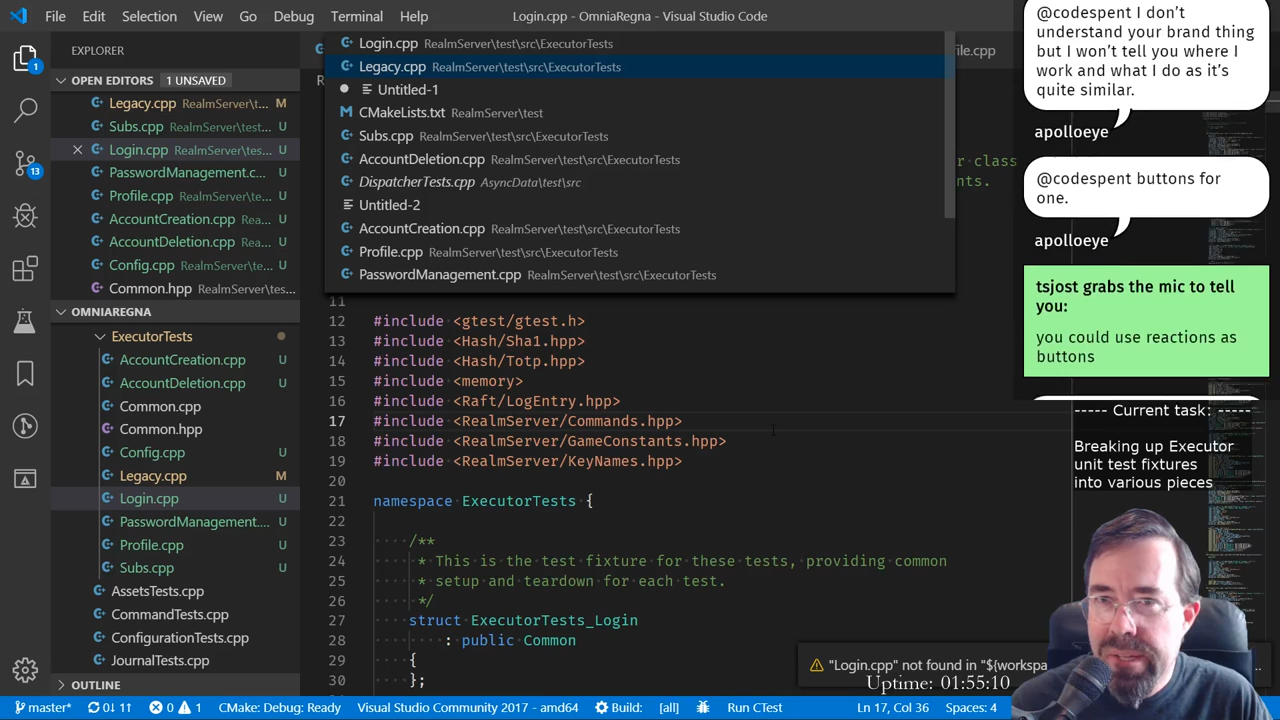 File Edit Selection View Go Debug Terminal Help
Login.cpp - OmniaRegna - Visual Studio Code
EXPLORER
OPEN EDITORS 1 UNSAVED
Legacy.cpp RealmServer\t... M
Subs.cpp RealmServer\test... U
Login.cpp RealmServer\tes... U
PasswordManagement.c... U
Profile.cpp RealmServer\te... U
AccountCreation.cpp Rea... U
AccountDeletion.cpp Rea... U
Config.cpp RealmServer\t... U
Common.hpp RealmServ... U
OMNIAREGNA
ExecutorTests
AccountCreation.cpp U
AccountDeletion.cpp U
Common.cpp U
Common.hpp U
Config.cpp U
Legacy.cpp M
Login.cpp U
PasswordManagement.... U
Profile.cpp U
Subs.cpp U
AssetsTests.cpp
CommandTests.cpp
ConfigurationTests.cpp
JournalTests.cpp
OUTLINE
1
13
Login.cpp RealmServer\test\src\ExecutorTests
Legacy.cpp RealmServer\test\src\ExecutorTests
Untitled-1
CMakeLists.txt RealmServer\test
Subs.cpp RealmServer\test\src\ExecutorTests
AccountDeletion.cpp RealmServer\test\src\ExecutorTests
DispatcherTests.cpp AsyncData\test\src
Untitled-2
AccountCreation.cpp RealmServer\test\src\ExecutorTests
Profile.cpp RealmServer\test\src\ExecutorTests
PasswordManagement.cpp RealmServer\test\src\ExecutorTests
file.cpp
r class
nts.
11
12 #include <gtest/gtest.h>
13 #include <Hash/Sha1.hpp>
14 #include <Hash/Totp.hpp>
15 #include <memory>
16 #include <Raft/LogEntry.hpp>
17 #include <RealmServer/Commands.hpp>
18 #include <RealmServer/GameConstants.hpp>
19 #include <RealmServer/KeyNames.hpp>
20
21 namespace ExecutorTests {
22
23 /**
24 * This is the test fixture for these tests, providing common
25 * setup and teardown for each test.
26 */
27 struct ExecutorTests_Login
28 : public Common
29 {
30 };
"Login.cpp" not found in "${workspa
Uptime: 01:55:10
@codespent I don't
understand your brand thing
but I won't tell you where I
work and what I do as it's
quite similar.
apolloeye
@codespent buttons for
one.
apolloeye
tsjost grabs the mic to tell
you:
you could use reactions as
buttons
----- Current task: -----
Breaking up Executor
unit test fixtures
into various pieces
master* 0↓ 1↑ 0 1 CMake: Debug: Ready Visual Studio Community 2017 - amd64 Build: [all] Run CTest Ln 17, Col 36 Spaces: 4